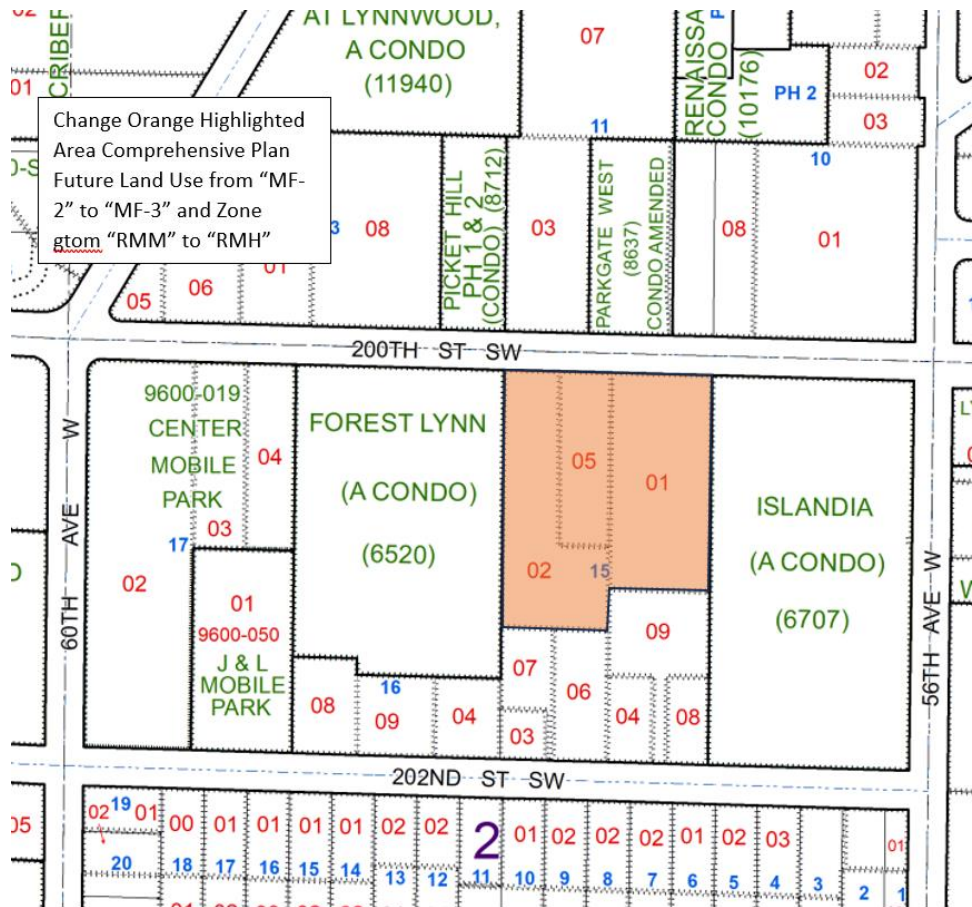 02
CRIBER
01
AT LYNNWOOD,
A CONDO
(11940)
07
RENAISSA
CONDO
(10176)
P
PH 2
02
03
11
10
Change Orange Highlighted
Area Comprehensive Plan
Future Land Use from “MF-
2” to “MF-3” and Zone
gtom “RMM” to “RMH”
3
08
05
06
01
PICKET HILL
PH 1 & 2
(CONDO) (8712)
03
PARKGATE WEST
(8637)
CONDO AMENDED
08
01
200TH ST SW
60TH AVE W
9600-019
CENTER
MOBILE
PARK
04
03
17
02
01
9600-050
J & L
MOBILE
PARK
FOREST LYNN
(A CONDO)
(6520)
08
16
09
04
05
01
02
15
07
03
06
09
04
08
ISLANDIA
(A CONDO)
(6707)
56TH AVE W
202ND ST SW
05
02
19
01
20
00
01
01
01
01
02
02
2
01
02
02
02
01
02
03
01
18
17
16
15
14
13
12
11
10
9
8
7
6
5
4
3
2
1